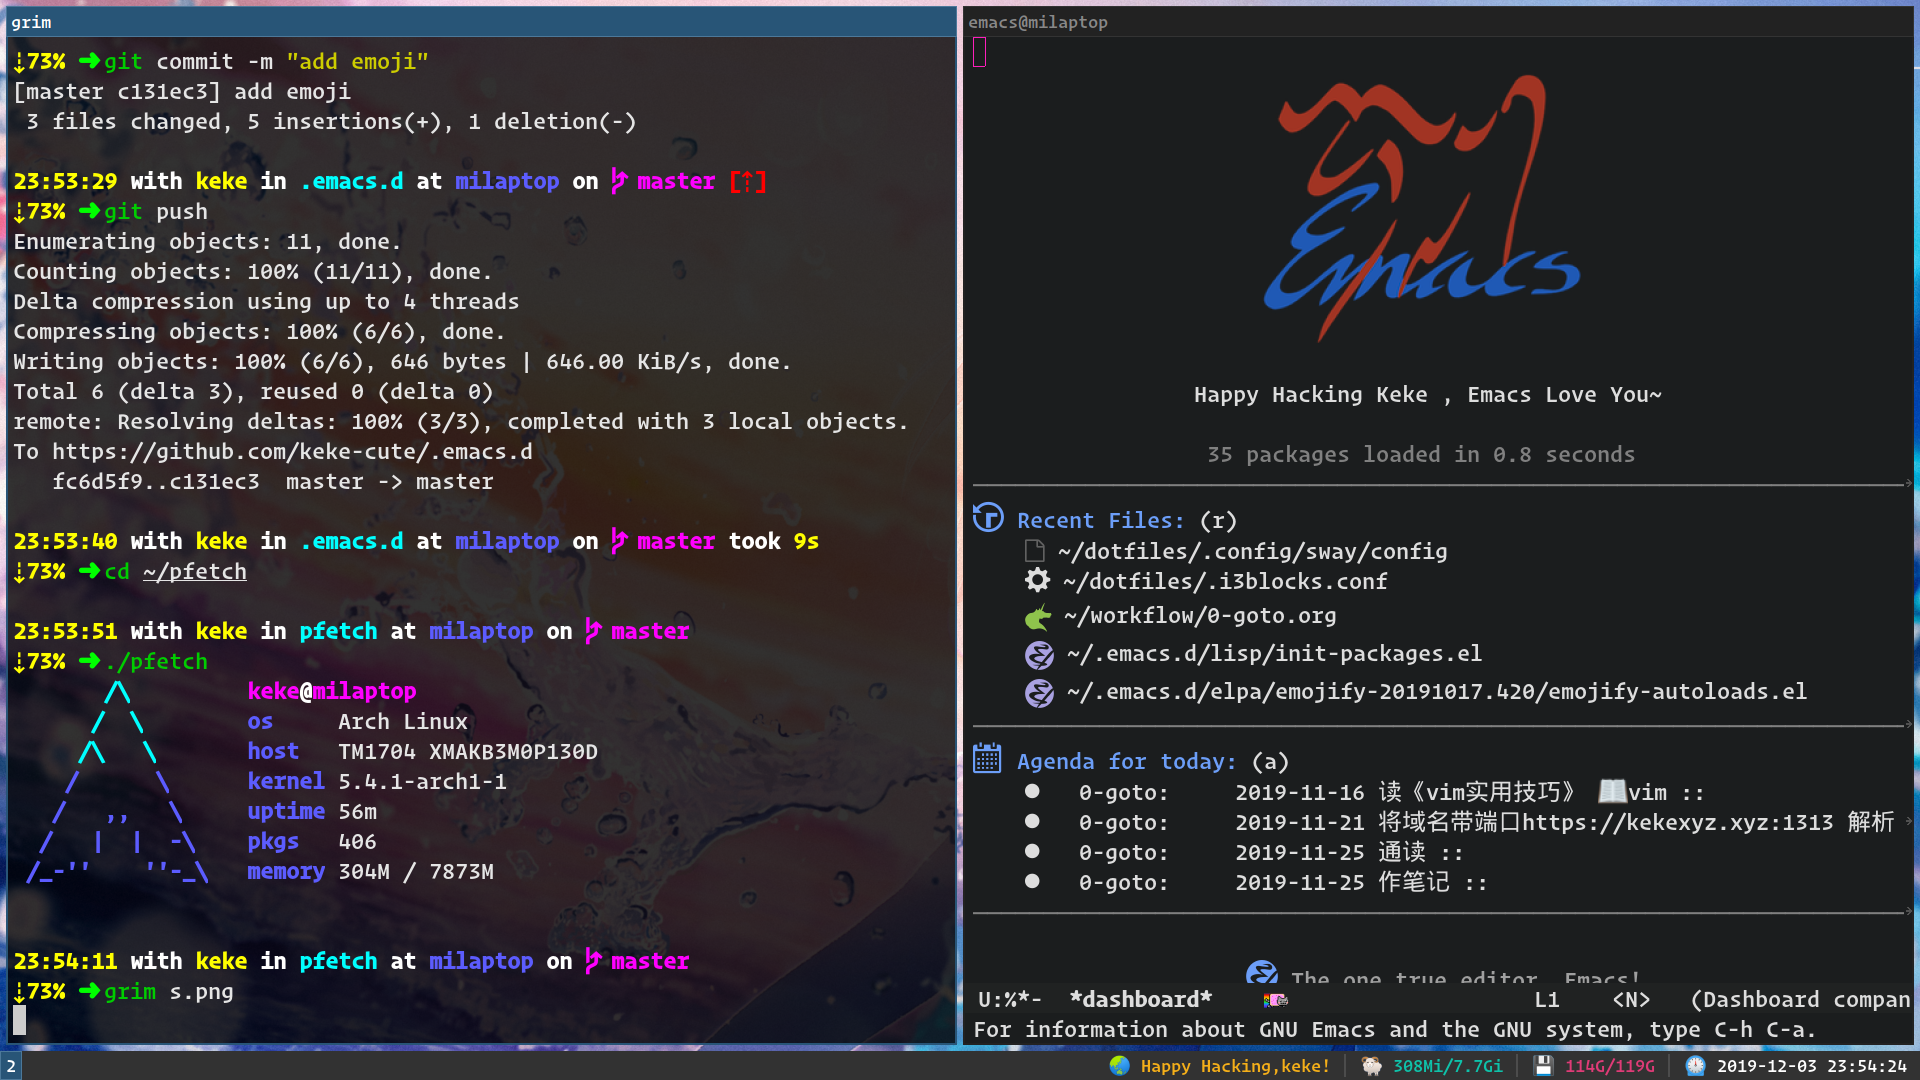 grim
⇣73% ➜git commit -m "add emoji"
[master c131ec3] add emoji
3 files changed, 5 insertions(+), 1 deletion(-)
23:53:29 with keke in .emacs.d at milaptop on master [⇡]
⇣73% ➜git push
Enumerating objects: 11, done.
Counting objects: 100% (11/11), done.
Delta compression using up to 4 threads
Compressing objects: 100% (6/6), done.
Writing objects: 100% (6/6), 646 bytes | 646.00 KiB/s, done.
Total 6 (delta 3), reused 0 (delta 0)
remote: Resolving deltas: 100% (3/3), completed with 3 local objects.
To https://github.com/keke-cute/.emacs.d
fc6d5f9..c131ec3  master -> master
23:53:40 with keke in .emacs.d at milaptop on master took 9s
⇣73% ➜cd ~/pfetch
23:53:51 with keke in pfetch at milaptop on master
⇣73% ➜./pfetch
keke@milaptop
os Arch Linux
host TM1704 XMAKB3M0P130D
kernel 5.4.1-arch1-1
uptime 56m
pkgs 406
memory 304M / 7873M
23:54:11 with keke in pfetch at milaptop on master
⇣73% ➜grim s.png
emacs@milaptop
Emacs
Happy Hacking Keke , Emacs Love You~
35 packages loaded in 0.8 seconds
Recent Files: (r)
~/dotfiles/.config/sway/config
~/dotfiles/.i3blocks.conf
~/workflow/0-goto.org
~/.emacs.d/lisp/init-packages.el
~/.emacs.d/elpa/emojify-20191017.420/emojify-autoloads.el
Agenda for today: (a)
0-goto: 2019-11-16 读《vim实用技巧》 📖vim ::
0-goto: 2019-11-21 将域名带端口https://kekexyz.xyz:1313 解析
0-goto: 2019-11-25 通读 ::
0-goto: 2019-11-25 作笔记 ::
The one true editor, Emacs!
U:%*-  *dashboard* L1 <N> (Dashboard compan
For information about GNU Emacs and the GNU system, type C-h C-a.
2 Happy Hacking,keke! 308Mi/7.7Gi 114G/119G 2019-12-03 23:54:24